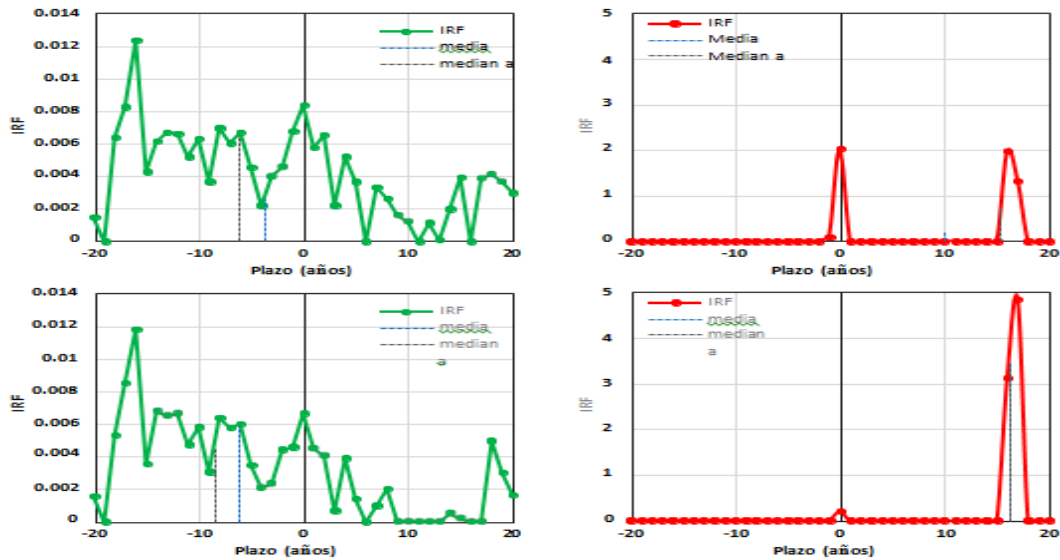 0.014
0.012
0.01
0.008
0.006
0.004
0.002
0
IRF
IRF
media
median a
-20
-10
0
10
20
Plazo (años)
5
4
3
2
1
0
IRF
IRF
Media
Median a
-20
-10
0
10
20
Plazo (años)
0.014
0.012
0.01
0.008
0.006
0.004
0.002
0
IRF
IRF
media
median
a
-20
-10
0
10
20
Plazo (años)
5
4
3
2
1
0
IRF
IRF
media
median
a
-20
-10
0
10
20
Plazo (años)